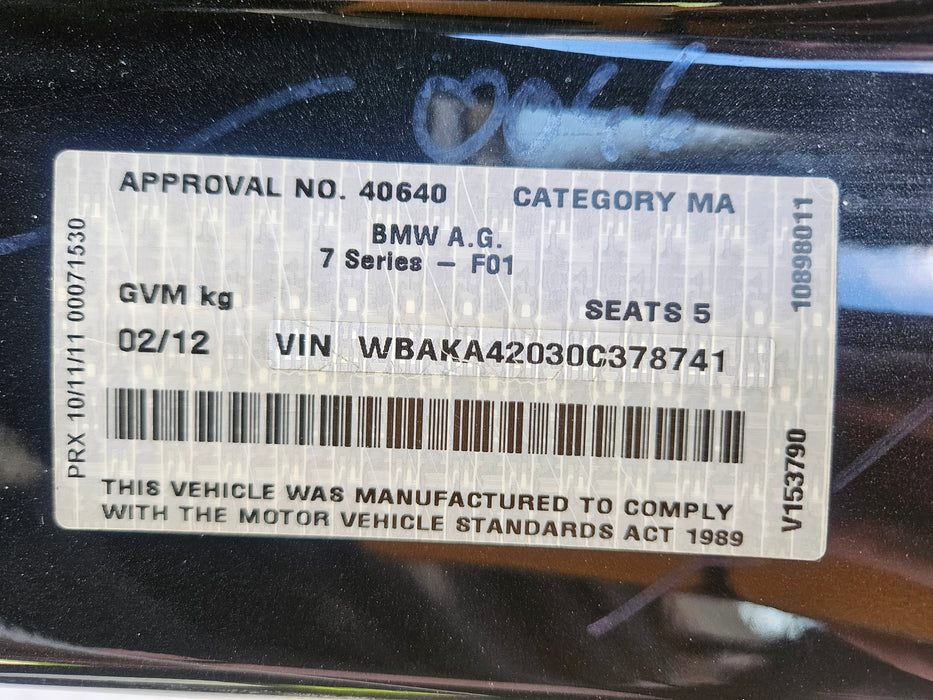 APPROVAL NO. 40640 CATEGORY MA
BMW A.G.
7 Series – F01
GVM kg SEATS 5
02/12 VIN WBAKA42030C378741
THIS VEHICLE WAS MANUFACTURED TO COMPLY
WITH THE MOTOR VEHICLE STANDARDS ACT 1989
PRX 10/11/11 00071530
10898011
V153790